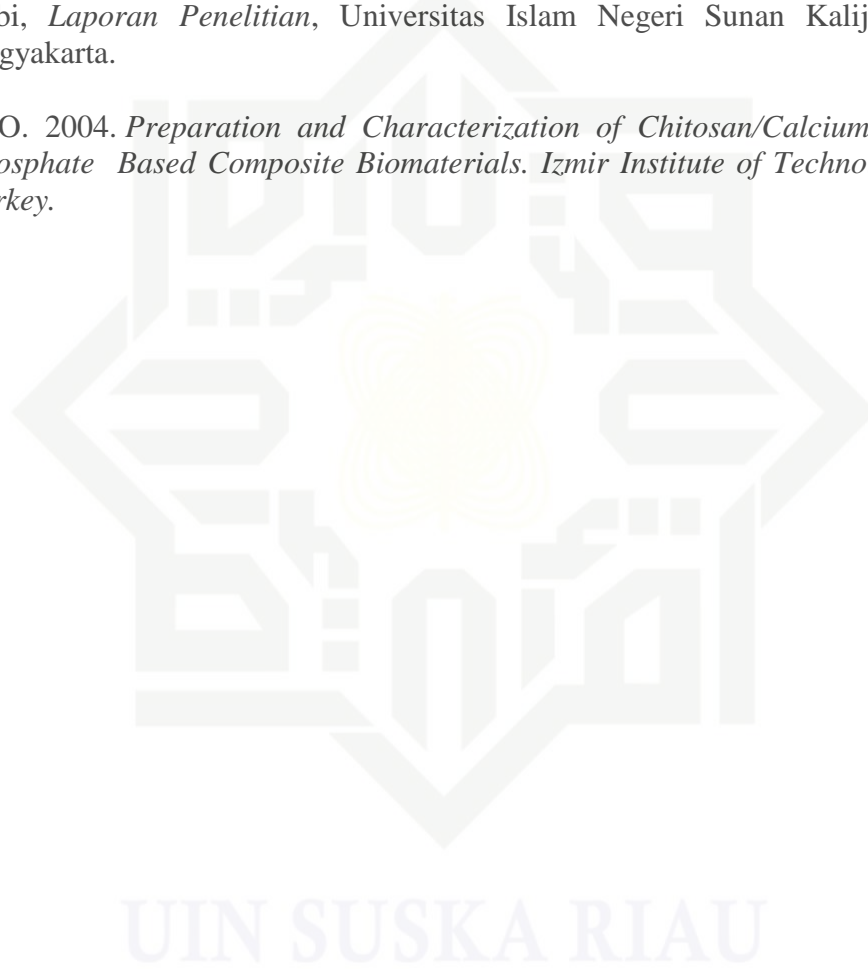 bi, Laporan Penelitian, Universitas Islam Negeri Sunan Kalij
gyakarta.
O. 2004. Preparation and Characterization of Chitosan/Calcium
osphate Based Composite Biomaterials. Izmir Institute of Techno
rkey.
UIN SUSKA RIAU